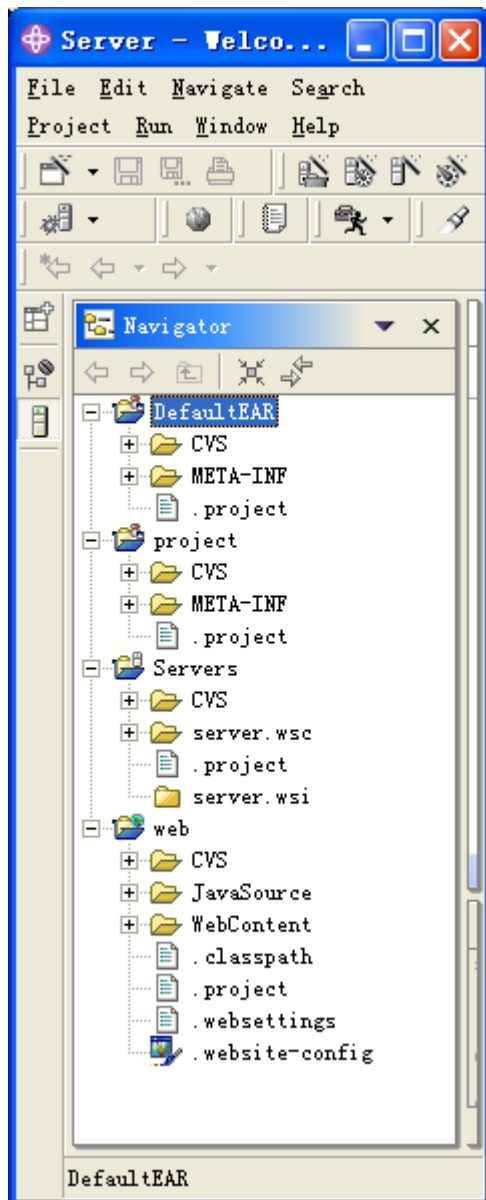 Server - Welco...
File Edit Navigate Search
Project Run Window Help
Navigator
DefaultEAR
CVS
META-INF
.project
project
CVS
META-INF
.project
Servers
CVS
server.wsc
.project
server.wsi
web
CVS
JavaSource
WebContent
.classpath
.project
.websettings
.website-config
DefaultEAR